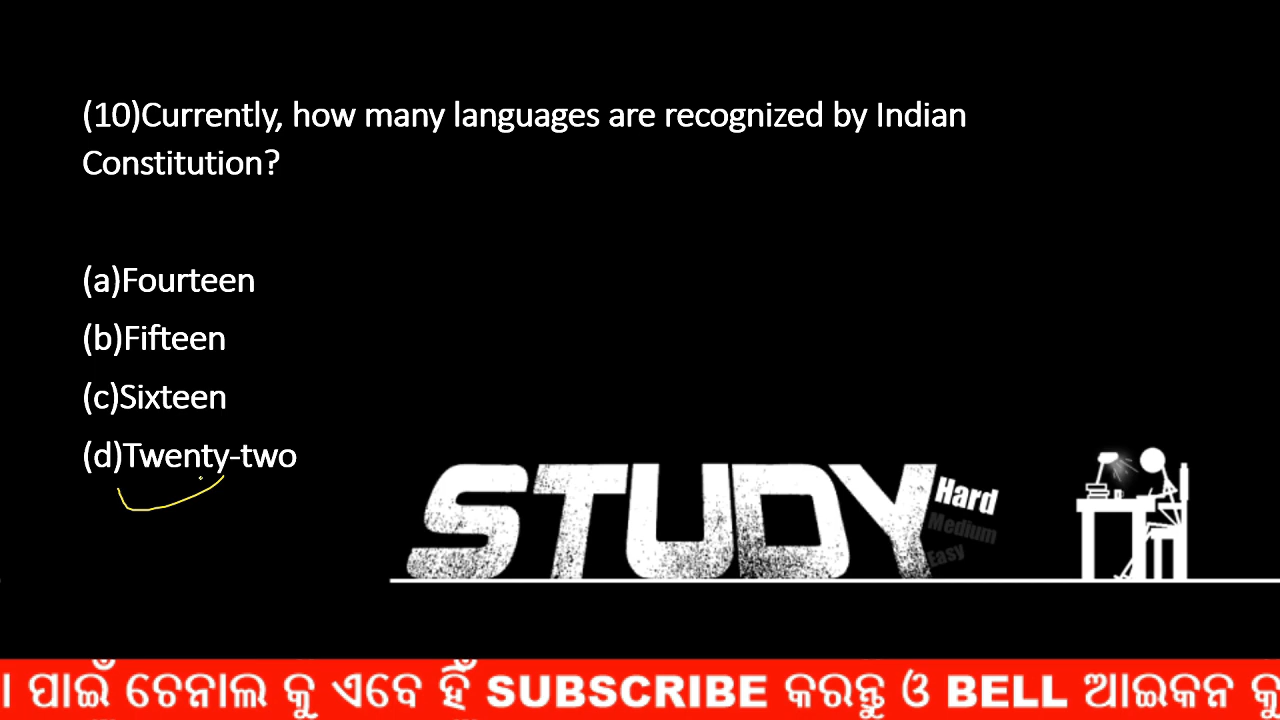 (10)Currently, how many languages are recognized by Indian
Constitution?
(a)Fourteen
(b)Fifteen
(c)Sixteen
(d)Twenty-two
STUDY Hard
Medium
Easy
ପାଇଁ ଚେନାଲ କୁ ଏବେ ହିଁ SUBSCRIBE କରନ୍ତୁ ଓ BELL ଆଇକନ କୁ